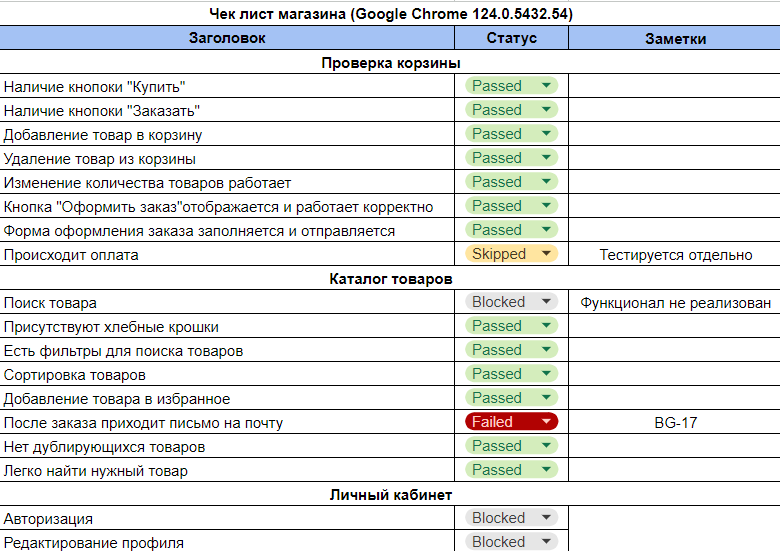 Чек лист магазина (Google Chrome 124.0.5432.54)
Заголовок Статус Заметки
Проверка корзины
Наличие кнопоки "Купить" Passed
Наличие кнопоки "Заказать" Passed
Добавление товар в корзину Passed
Удаление товар из корзины Passed
Изменение количества товаров работает Passed
Кнопка "Оформить заказ"отображается и работает корректно Passed
Форма оформления заказа заполняется и отправляется Passed
Происходит оплата Skipped Тестируется отдельно
Каталог товаров
Поиск товара Blocked Функционал не реализован
Присутствуют хлебные крошки Passed
Есть фильтры для поиска товаров Passed
Сортировка товаров Passed
Добавление товара в избранное Passed
После заказа приходит письмо на почту Failed BG-17
Нет дублирующихся товаров Passed
Легко найти нужный товар Passed
Личный кабинет
Авторизация Blocked
Редактирование профиля Blocked